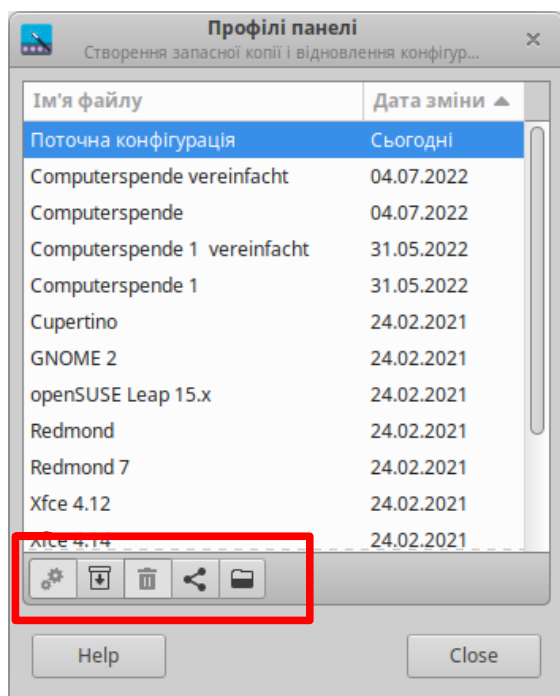 Профілі панелі
Створення запасної копії і відновлення конфігур...
Ім'я файлу Дата зміни
Поточна конфігурація Сьогодні
Computerspende vereinfacht 04.07.2022
Computerspende 04.07.2022
Computerspende 1  vereinfacht 31.05.2022
Computerspende 1 31.05.2022
Cupertino 24.02.2021
GNOME 2 24.02.2021
openSUSE Leap 15.x 24.02.2021
Redmond 24.02.2021
Redmond 7 24.02.2021
Xfce 4.12 24.02.2021
Xfce 4.14 24.02.2021
Help Close